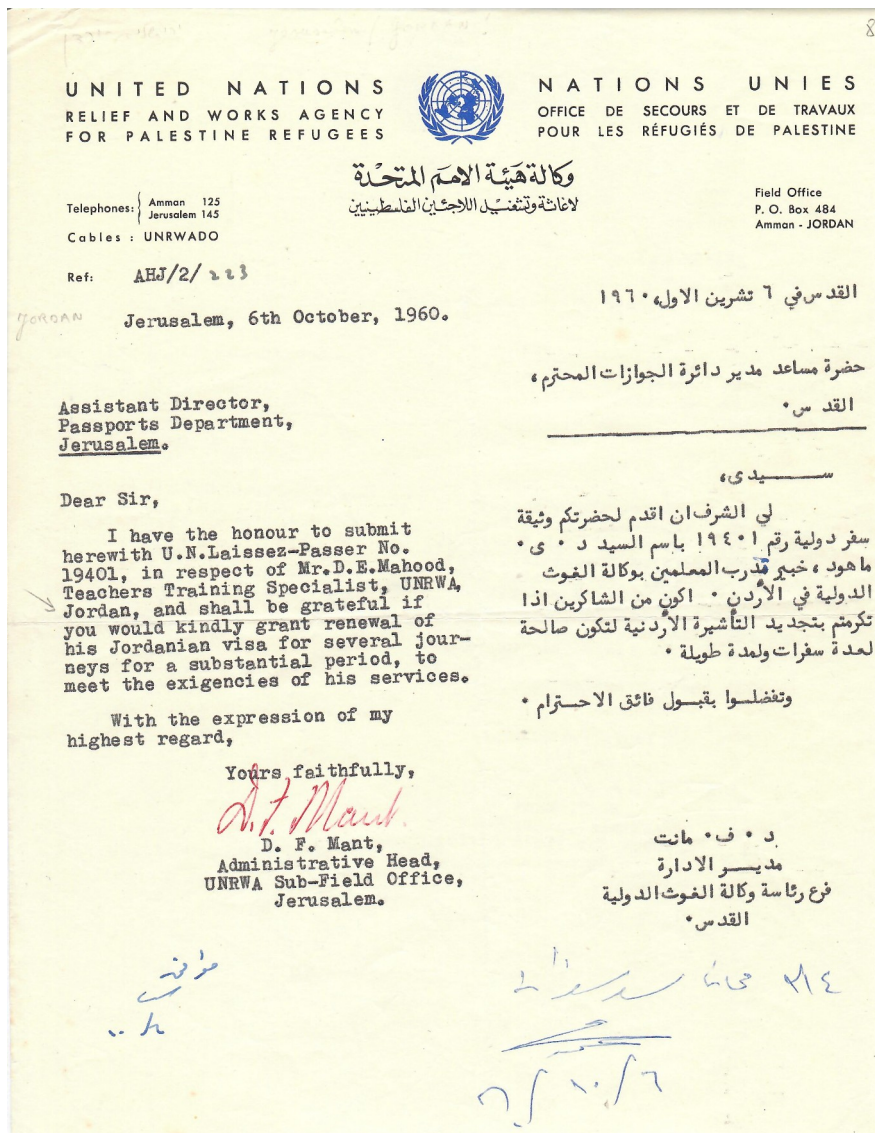 UNITED NATIONS
RELIEF AND WORKS AGENCY
FOR PALESTINE REFUGEES
NATIONS UNIES
OFFICE DE SECOURS ET DE TRAVAUX
POUR LES RÉFUGIÉS DE PALESTINE
وكالة هيئة الامم المتحدة
لاغاثة وتشغيل اللاجئين الفلسطينيين
Telephones: Amman 125
Jerusalem 145
Cables : UNRWADO
Field Office
P. O. Box 484
Amman - JORDAN
Ref: AHJ/2/223
JORDAN
Jerusalem, 6th October, 1960.
Assistant Director,
Passports Department,
Jerusalem.
Dear Sir,
I have the honour to submit
herewith U.N.Laissez-Passer No.
19401, in respect of Mr.D.E.Mahood,
Teachers Training Specialist, UNRWA,
Jordan, and shall be grateful if
you would kindly grant renewal of
his Jordanian visa for several jour-
neys for a substantial period, to
meet the exigencies of his services.
With the expression of my
highest regard,
Yours faithfully,
D. F. Mant
D. F. Mant,
Administrative Head,
UNRWA Sub-Field Office,
Jerusalem.
القدس في ٦ تشرين الاول، ١٩٦٠
حضرة مساعد مدير دائرة الجوازات المحترم،
القدس.
سيدى،
لي الشرف ان اقدم لحضرتكم وثيقة
سفر دولية رقم ١٩٤٠١ باسم السيد د . ى .
ماهود، خبير مدرب المعلمين بوكالة الغوث
الدولية في الأردن . اكون من الشاكرين اذا
تكرمتم بتجديد التأشيرة الأردنية لتكون صالحة
لعدة سفرات ولمدة طويلة .
وتفضلوا بقبول فائق الاحترام .
د . ف . مانت
مدير الادارة
فرع رئاسة وكالة الغوث الدولية
القدس.